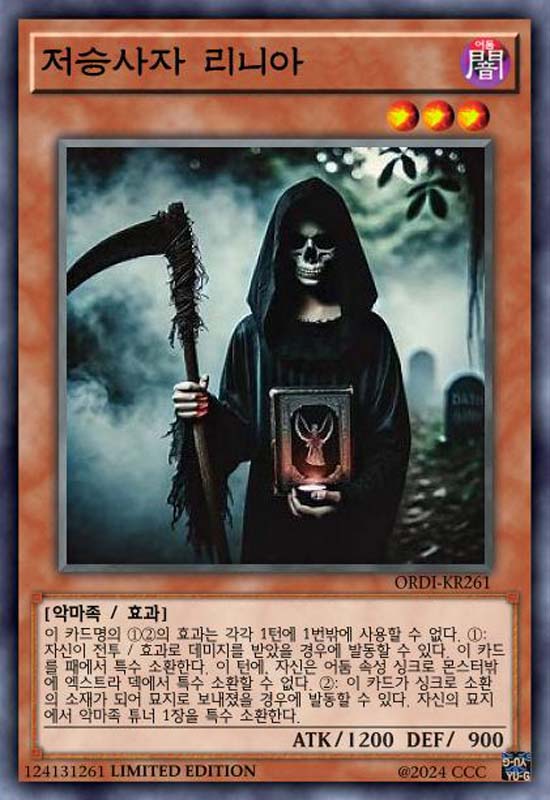 저승사자 리니아
어둠
闇
DATH
ORDI-KR261
[악마족 / 효과]
이 카드명의 ①②의 효과는 각각 1턴에 1번밖에 사용할 수 없다. ①:
자신이 전투 / 효과로 데미지를 받았을 경우에 발동할 수 있다. 이 카드
를 패에서 특수 소환한다. 이 턴에, 자신은 어둠 속성 싱크로 몬스터밖
에 엑스트라 덱에서 특수 소환할 수 없다. ②: 이 카드가 싱크로 소환
의 소재가 되어 묘지로 보내졌을 경우에 발동할 수 있다. 자신의 묘지
에서 악마족 튜너 1장을 특수 소환한다.
ATK/1200 DEF/ 900
124131261 LIMITED EDITION @2024 CCC
YU-G